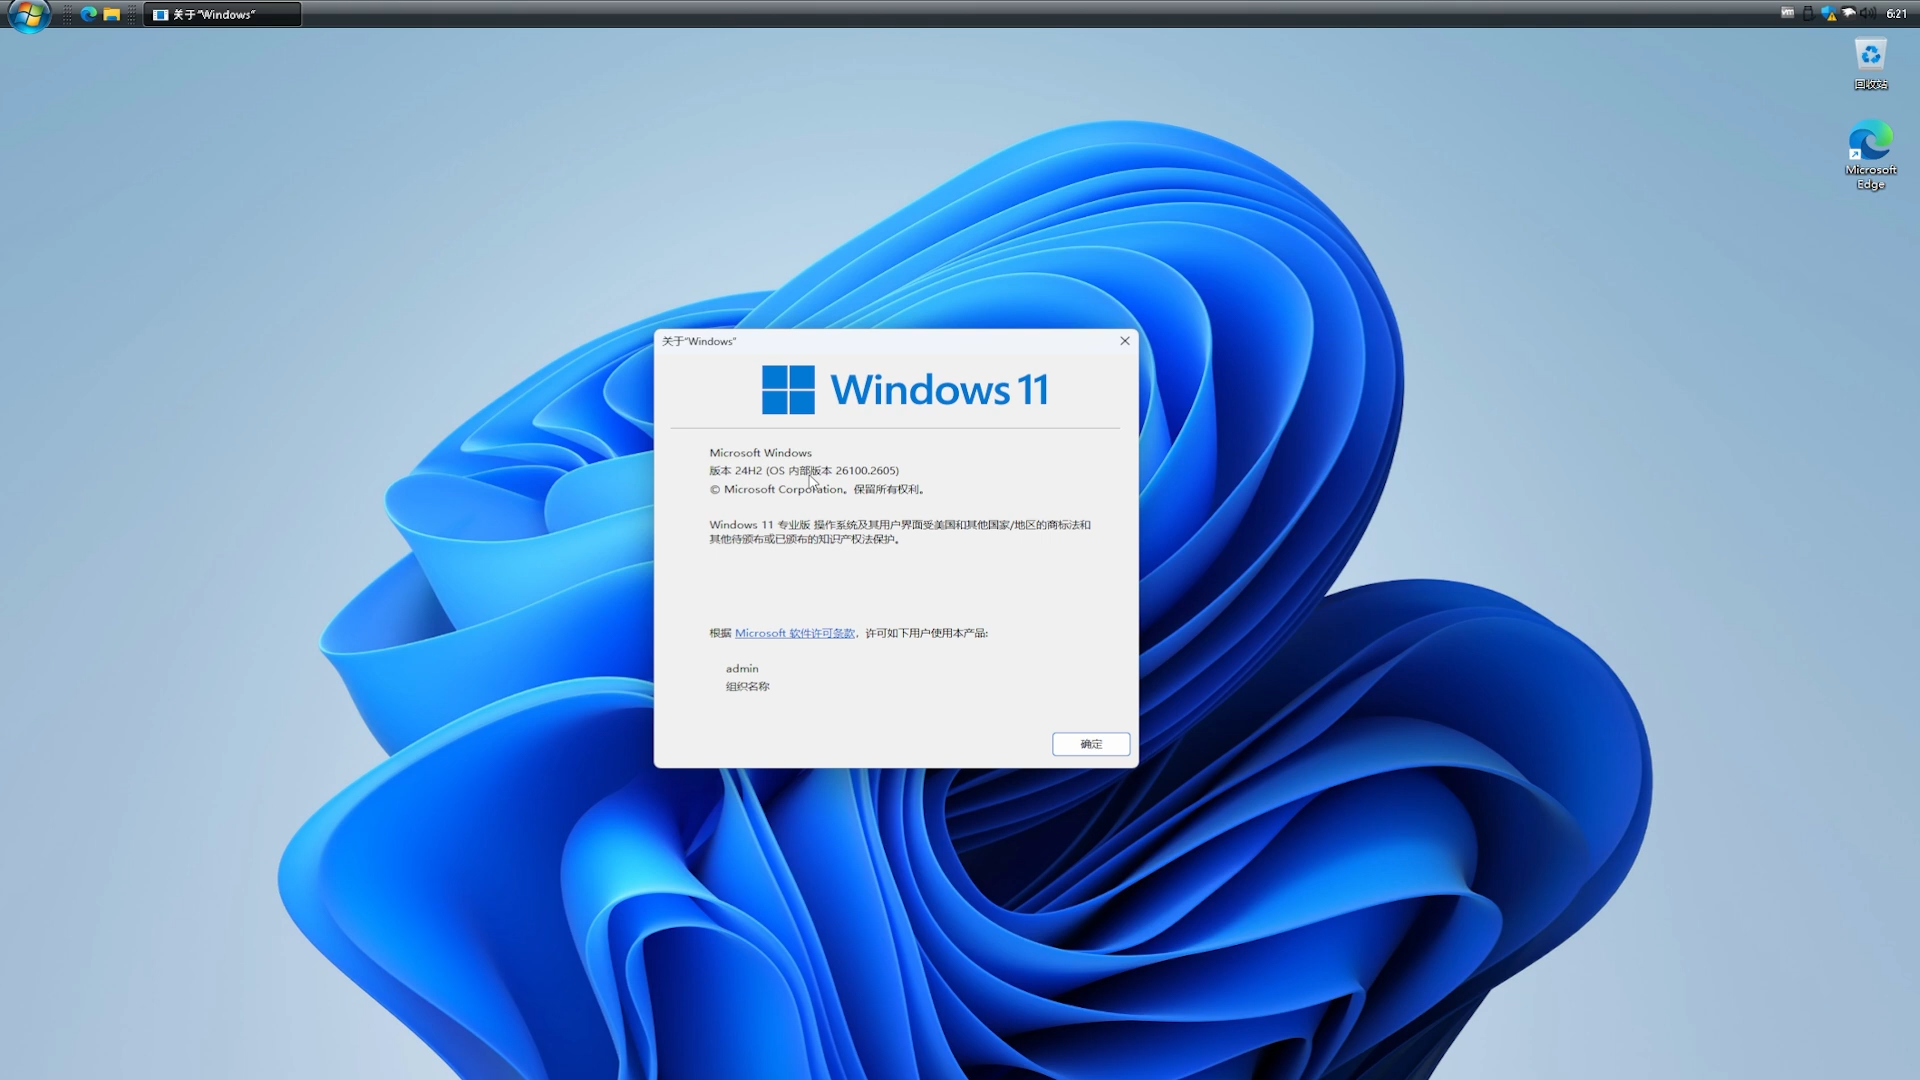 关于"Windows"
6:21
回收站
Microsoft
Edge
关于"Windows"
Windows 11
Microsoft Windows
版本 24H2 (OS 内部版本 26100.2605)
© Microsoft Corporation。保留所有权利。
Windows 11 专业版 操作系统及其用户界面受美国和其他国家/地区的商标法和
其他待颁布或已颁布的知识产权法保护。
根据 Microsoft 软件许可条款，许可如下用户使用本产品:
admin
组织名称
确定